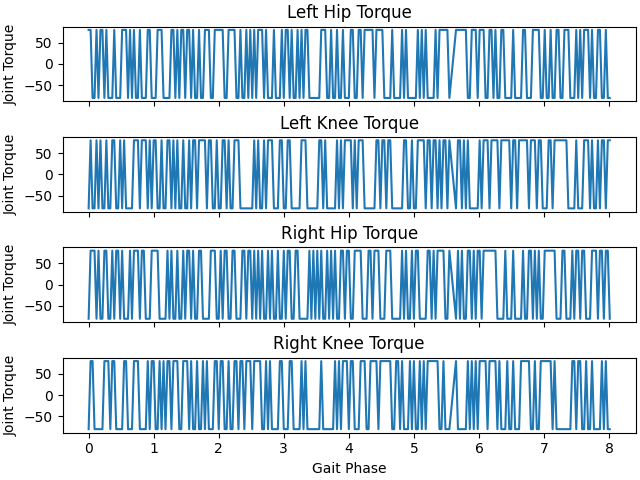 Left Hip Torque
Joint Torque
50
0
−50
Left Knee Torque
Joint Torque
50
0
−50
Right Hip Torque
Joint Torque
50
0
−50
Right Knee Torque
Joint Torque
50
0
−50
0 1 2 3 4 5 6 7 8
Gait Phase